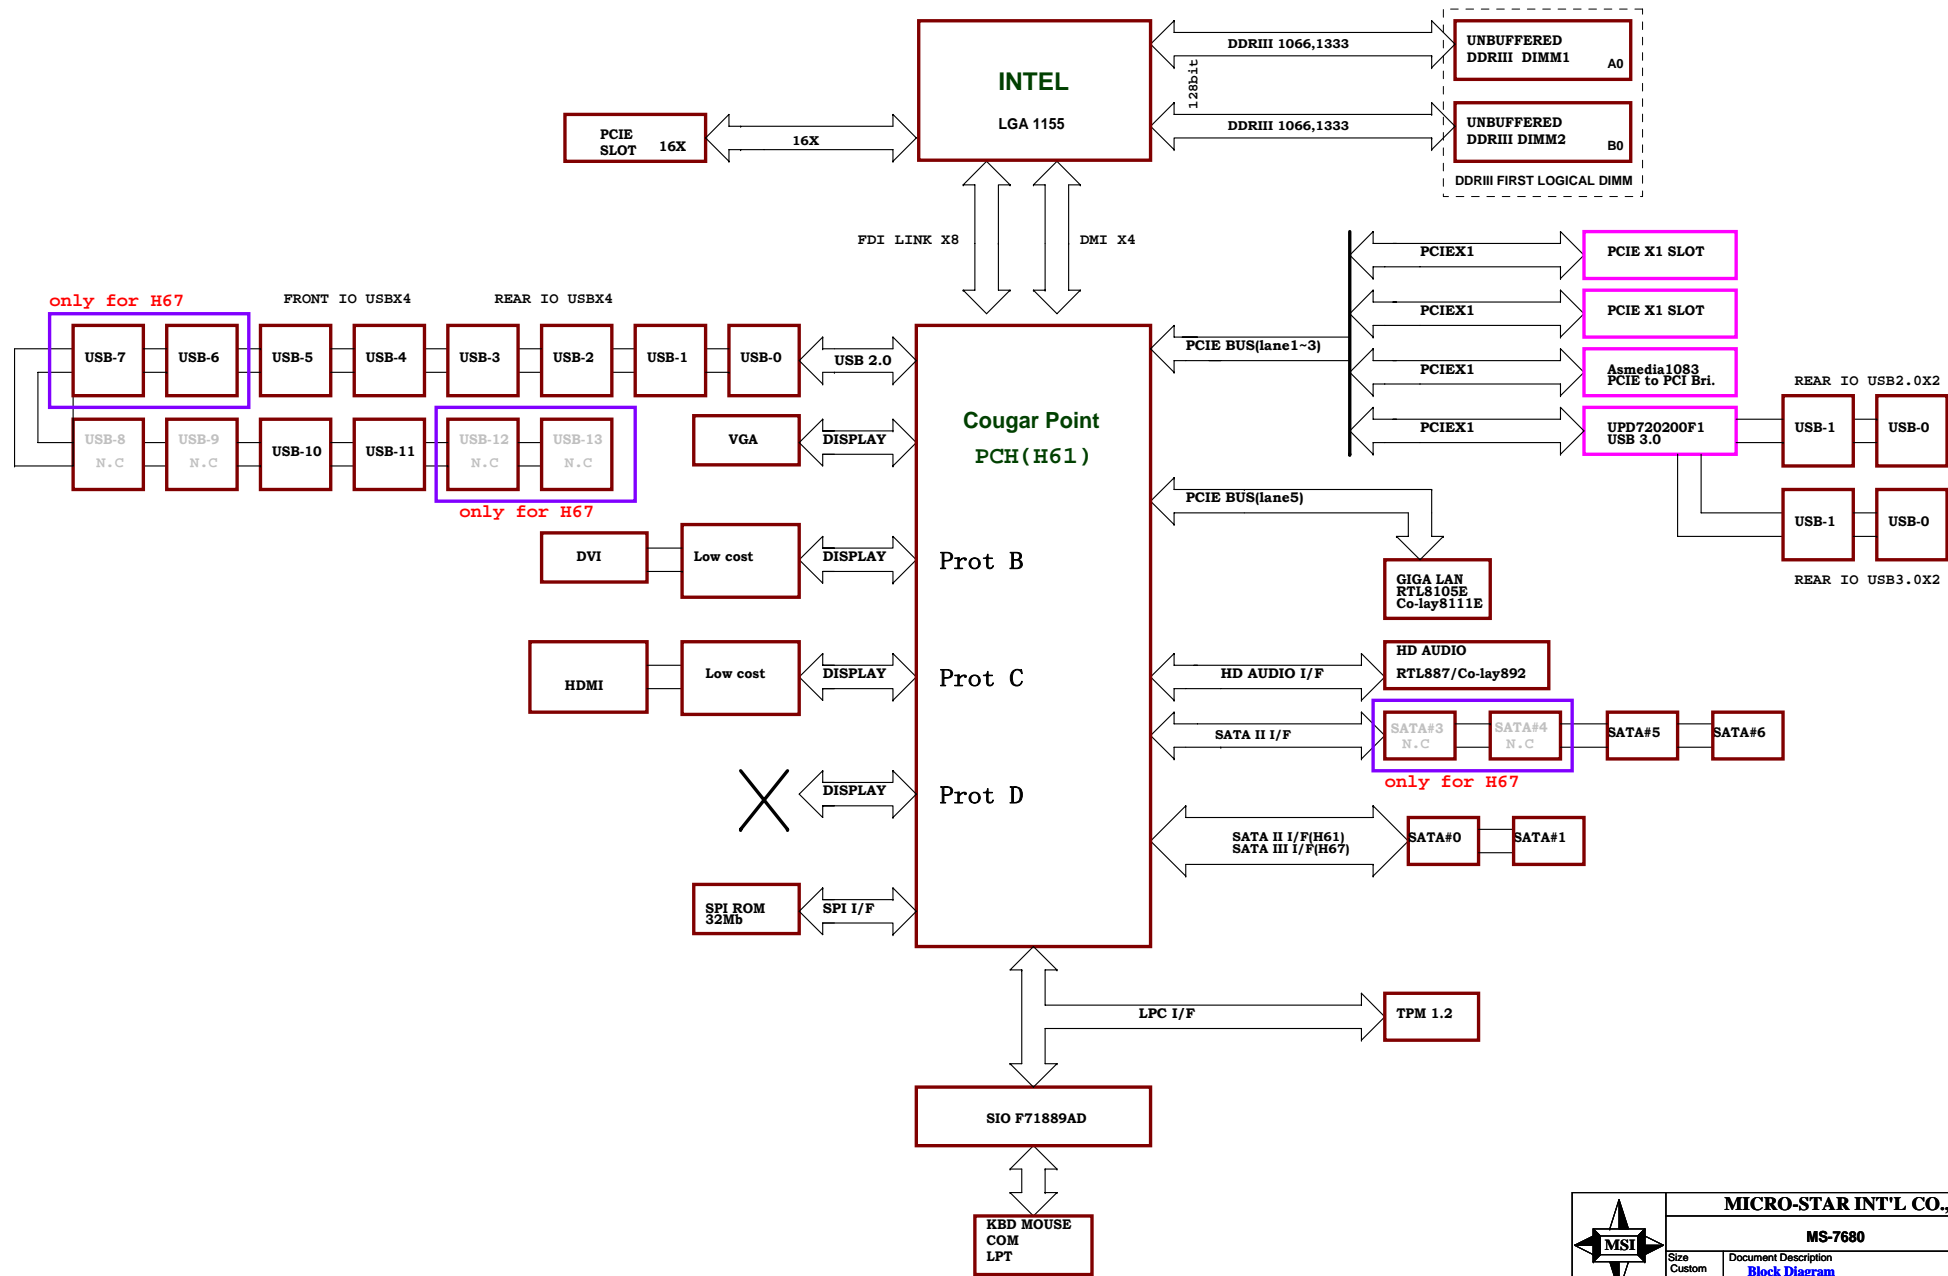 INTEL
LGA 1155
DDRIII 1066,1333
128bit
DDRIII 1066,1333
UNBUFFERED
DDRIII DIMM1
A0
UNBUFFERED
DDRIII DIMM2
B0
DDRIII FIRST LOGICAL DIMM
PCIE
SLOT 16X
16X
FDI LINK X8
DMI X4
PCIEX1
PCIE X1 SLOT
PCIEX1
PCIE X1 SLOT
PCIE BUS(lane1~3)
PCIEX1
Asmedia1083
PCIE to PCI Bri.
PCIEX1
UPD720200F1
USB 3.0
REAR IO USB2.0X2
USB-1
USB-0
USB-1
USB-0
REAR IO USB3.0X2
only for H67
FRONT IO USBX4
REAR IO USBX4
USB-7
USB-6
USB-5
USB-4
USB-3
USB-2
USB-1
USB-0
USB 2.0
USB-8
N.C
USB-9
N.C
USB-10
USB-11
USB-12
N.C
USB-13
N.C
only for H67
VGA
DISPLAY
Cougar Point
PCH(H61)
PCIE BUS(lane5)
GIGA LAN
RTL8105E
Co-lay8111E
DVI
Low cost
DISPLAY
Prot B
HDMI
Low cost
DISPLAY
Prot C
HD AUDIO I/F
HD AUDIO
RTL887/Co-lay892
SATA II I/F
SATA#3
N.C
SATA#4
N.C
SATA#5
SATA#6
only for H67
DISPLAY
Prot D
SATA II I/F(H61)
SATA III I/F(H67)
SATA#0
SATA#1
SPI ROM
32Mb
SPI I/F
LPC I/F
TPM 1.2
SIO F71889AD
KBD MOUSE
COM
LPT
MSI
MICRO-STAR INT'L CO.,
MS-7680
Size
Custom
Document Description
Block Diagram